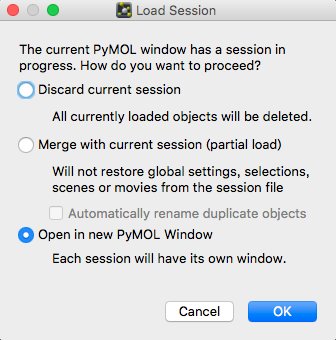 Load Session
The current PyMOL window has a session in
progress. How do you want to proceed?
Discard current session
All currently loaded objects will be deleted.
Merge with current session (partial load)
Will not restore global settings, selections,
scenes or movies from the session file
Automatically rename duplicate objects
Open in new PyMOL Window
Each session will have its own window.
Cancel
OK